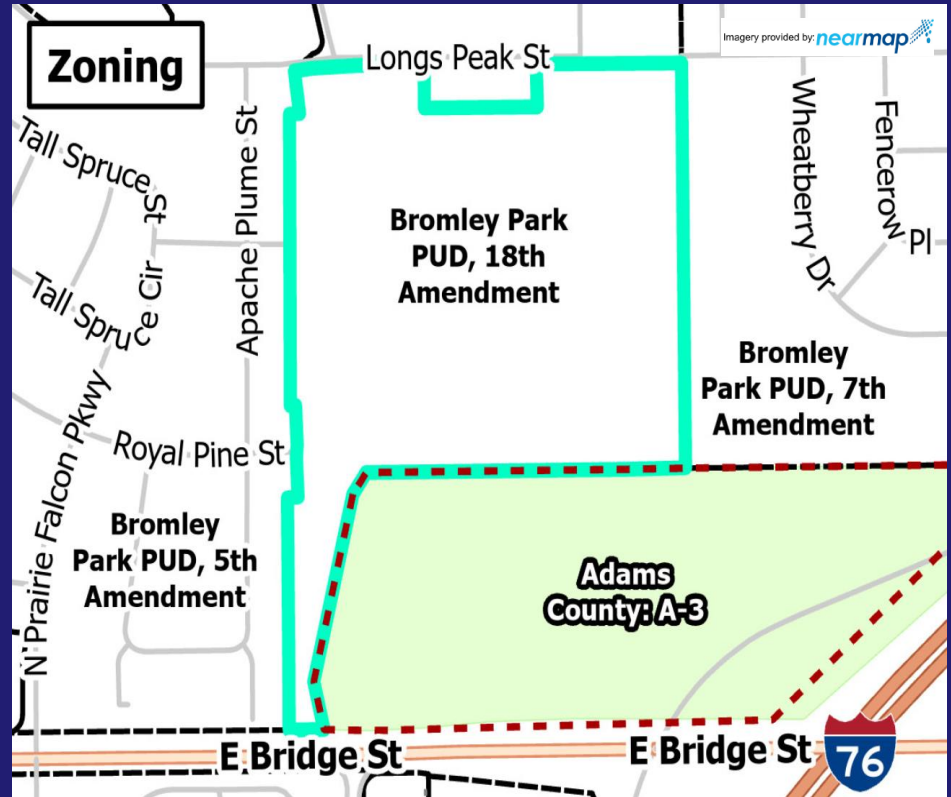 Zoning
Imagery provided by: nearmap
Longs Peak St
Tall Spruce St
Apache Plume St
Wheatberry Dr
Fencerow Pl
Bromley Park
PUD, 18th
Amendment
Tall Spruce Cir
Bromley
Park PUD, 7th
Amendment
N Prairie Falcon Pkwy
Royal Pine St
Bromley
Park PUD, 5th
Amendment
Adams
County: A-3
E Bridge St
E Bridge St
76